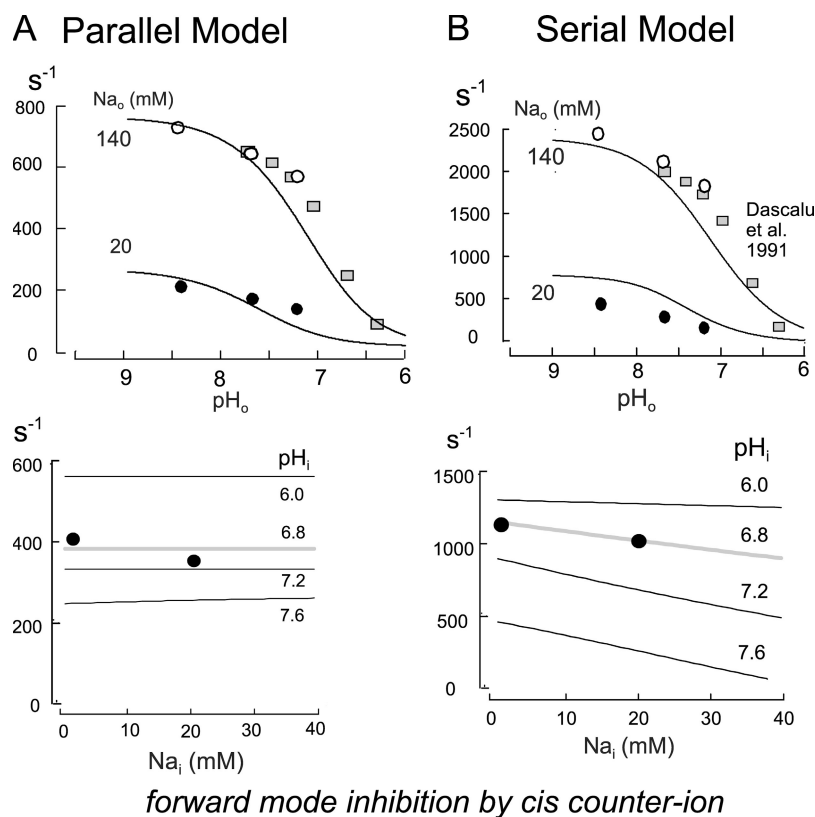 A Parallel Model
s⁻¹
Naₒ (mM)
800
140
600
400
20
200
0
9 8 7 6
pHₒ
B Serial Model
s⁻¹
Naₒ (mM)
2500
140
2000
1500
Dascalu
et al.
1991
1000
20
500
0
9 8 7 6
pHₒ
s⁻¹
600
pHᵢ
6.0
6.8
400
7.2
7.6
200
0
0 10 20 30 40
Naᵢ (mM)
s⁻¹
1500
pHᵢ
6.0
6.8
1000
7.2
500
7.6
0
0 10 20 30 40
Naᵢ (mM)
forward mode inhibition by cis counter-ion